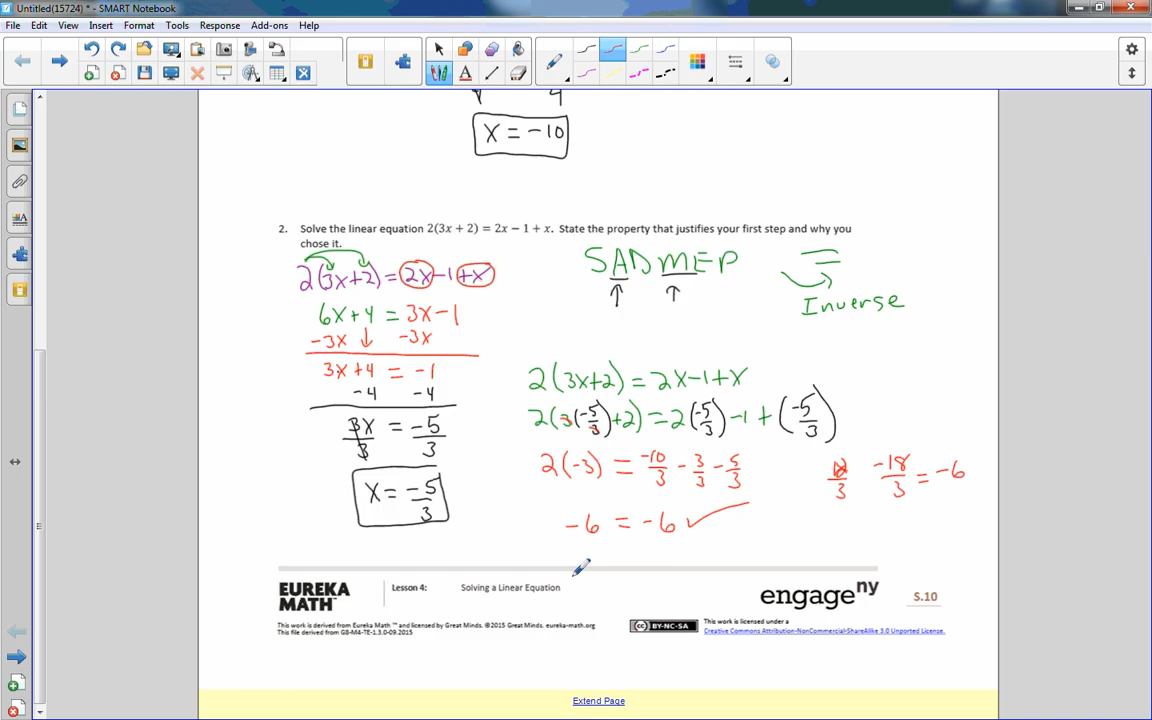 Untitled(15724) * - SMART Notebook
File Edit View Insert Format Tools Response Add-ons Help
4
x = -10
2. Solve the linear equation 2(3x + 2) = 2x − 1 + x. State the property that justifies your first step and why you
chose it.
SADMEP
=
Inverse
2(3x+2) = 2x -1 +x
6x + 4 = 3x - 1
-3x ↓ -3x
3x + 4 = -1
-4 -4
3x/3 = -5/3
x = -5/3
2(3x+2) = 2x-1+x
2(3(-5/3)+2) = 2(-5/3) -1 + (-5/3)
2(-3) = -10/3 - 3/3 - 5/3
-18/3 = -6
-6 = -6 ✓
EUREKA
MATH™
Lesson 4: Solving a Linear Equation
engageny
S.10
This work is derived from Eureka Math ™ and licensed by Great Minds. ©2015 Great Minds. eureka-math.org
This file derived from G8-M4-TE-1.3.0-09.2015
(cc) BY-NC-SA
This work is licensed under a
Creative Commons Attribution-NonCommercial-ShareAlike 3.0 Unported License.
Extend Page